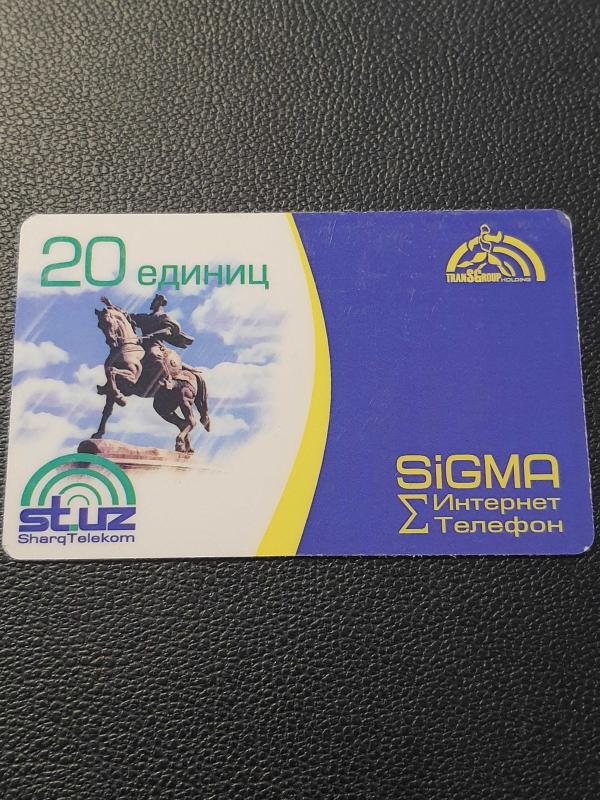 20 единиц
TRANSGROUP HOLDING
SiGMA
Σ Интернет
Телефон
st.uz
SharqTelekom